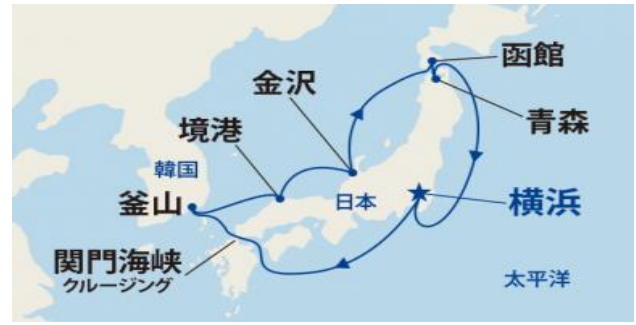 函館
金沢
青森
境港
韓国
釜山
日本
横浜
関門海峡
クルージング
太平洋